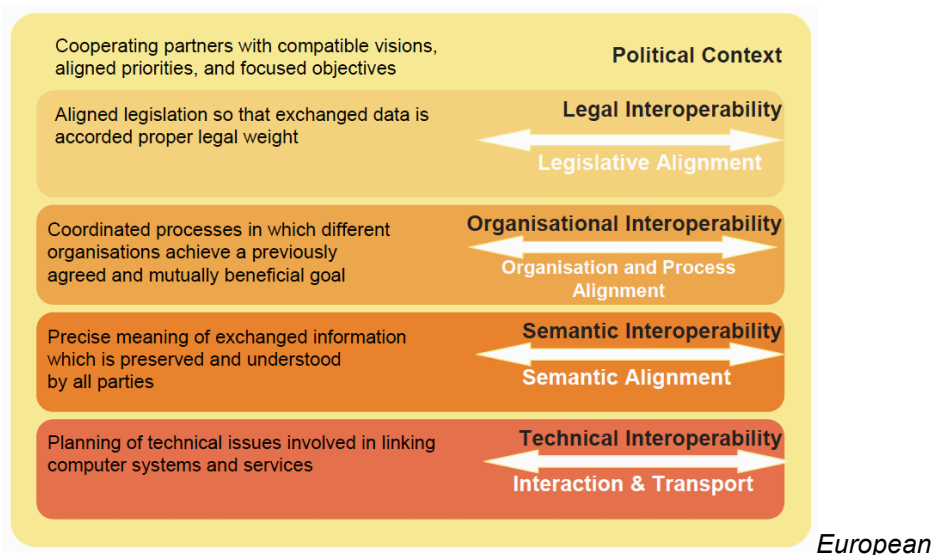 Cooperating partners with compatible visions,
aligned priorities, and focused objectives
Political Context
Aligned legislation so that exchanged data is
accorded proper legal weight
Legal Interoperability
Legislative Alignment
Coordinated processes in which different
organisations achieve a previously
agreed and mutually beneficial goal
Organisational Interoperability
Organisation and Process
Alignment
Precise meaning of exchanged information
which is preserved and understood
by all parties
Semantic Interoperability
Semantic Alignment
Planning of technical issues involved in linking
computer systems and services
Technical Interoperability
Interaction & Transport
European